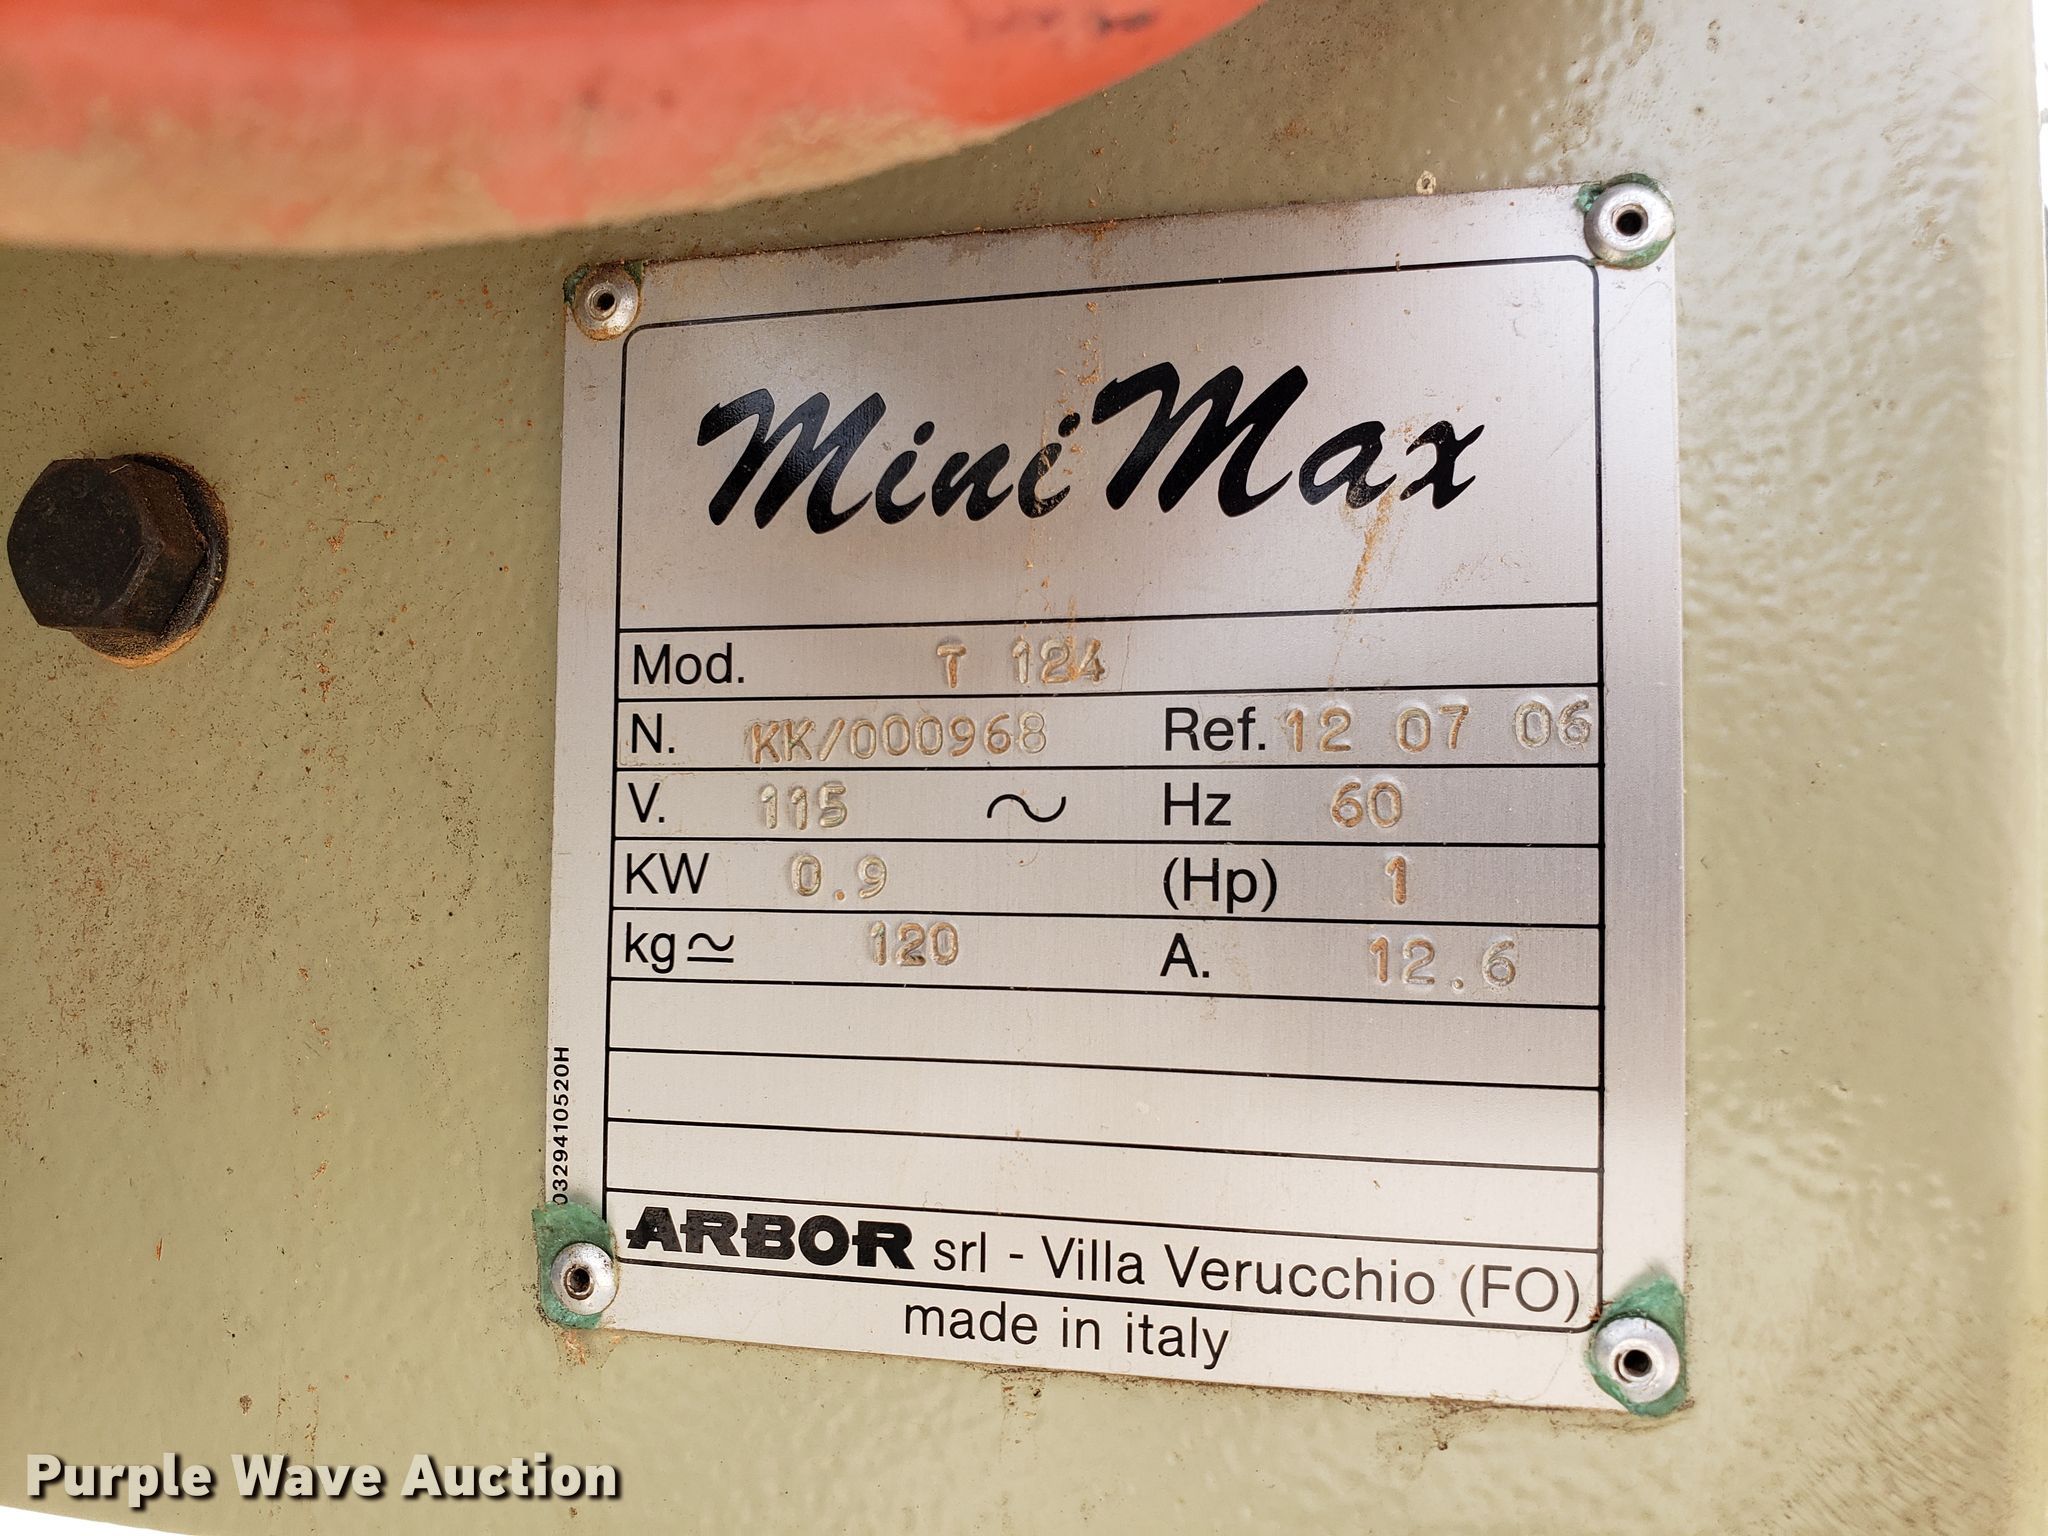 MiniMax
Mod. T 124
N. KK/000968 Ref. 12 07 06
V. 115 ~ Hz 60
KW 0.9 (Hp) 1
kg ≃ 120 A. 12.6
0329410520H
ARBOR srl - Villa Verucchio (FO)
made in italy
Purple Wave Auction